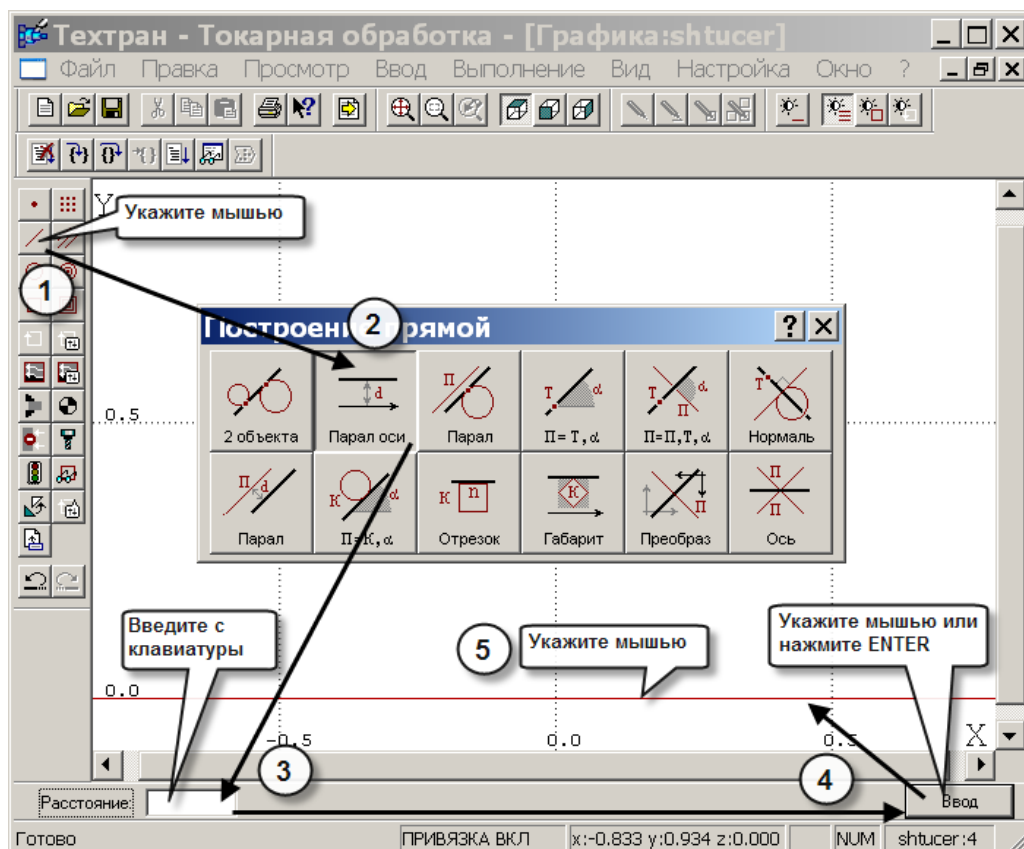 Техтран - Токарная обработка - [Графика:shtucer]
Файл Правка Просмотр Ввод Выполнение Вид Настройка Окно ?
Y
Укажите мышью
1
2
Построение прямой
d
П
T α
T α П
T
2 объекта Парал оси Парал П=T,α П=П,T,α Нормаль
П d
К α
К п
К
П
П П
Парал П=К,α Отрезок Габарит Преобраз Ось
0.5
Введите с
клавиатуры
5
Укажите мышью
Укажите мышью или
нажмите ENTER
0.0
-0.5 0.0 0.5 X
3
4
Расстояние: Ввод
Готово ПРИВЯЗКА ВКЛ x:-0.833 y:0.934 z:0.000 NUM shtucer:4